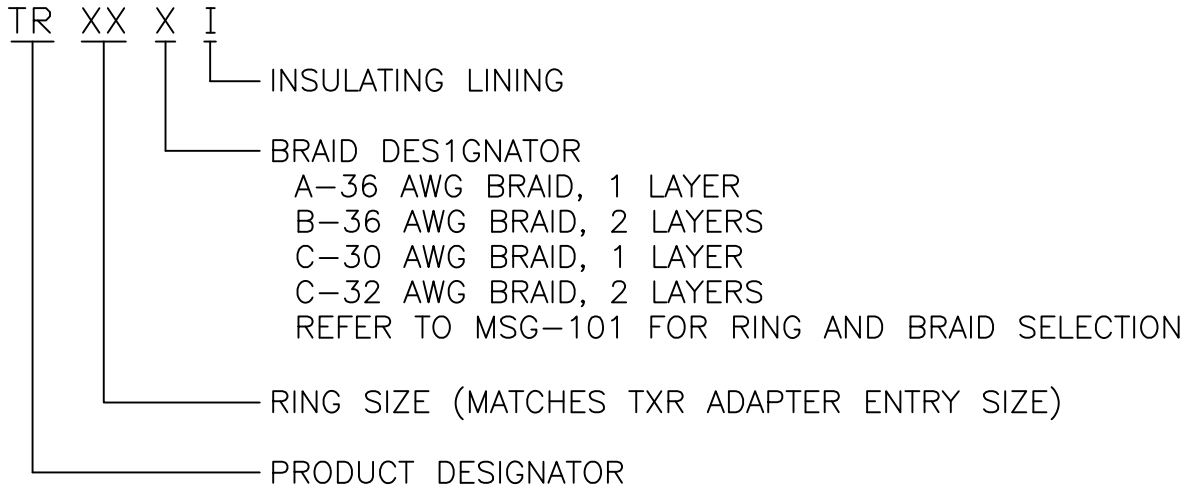 TR XX X I
INSULATING LINING
BRAID DES1GNATOR
A-36 AWG BRAID, 1 LAYER
B-36 AWG BRAID, 2 LAYERS
C-30 AWG BRAID, 1 LAYER
C-32 AWG BRAID, 2 LAYERS
REFER TO MSG-101 FOR RING AND BRAID SELECTION
RING SIZE (MATCHES TXR ADAPTER ENTRY SIZE)
PRODUCT DESIGNATOR